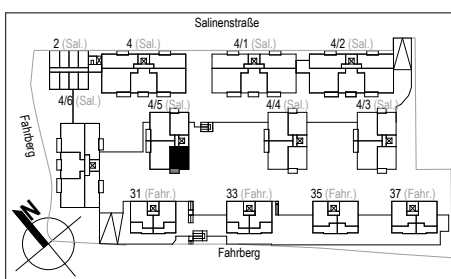 Salinenstraße
2 (Sal.) 4 (Sal.) 4/1 (Sal.) 4/2 (Sal.)
4/6 (Sal.) 4/5 (Sal.) 4/4 (Sal.) 4/3 (Sal.)
Fahrberg
31 (Fahr.) 33 (Fahr.) 35 (Fahr.) 37 (Fahr.)
N
Fahrberg